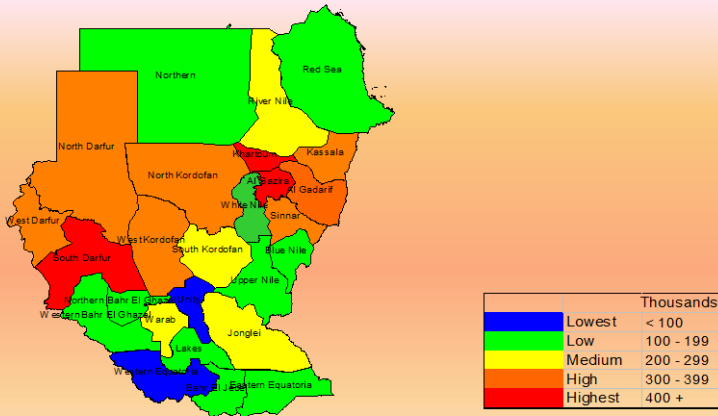 Northern
Red Sea
River Nile
North Darfur
Khartoum
Kassala
North Kordofan
Al Gazira
Al Gadarif
White Nile
Sinnar
West Darfur
West Kordofan
South Kordofan
Blue Nile
South Darfur
Upper Nile
Northern Bahr El Ghazal
Unity
Western Bahr El Ghazal
Warab
Jonglei
Lakes
Western Equatoria
Bahr El Jebel
Eastern Equatoria
Thousands
Lowest < 100
Low 100 - 199
Medium 200 - 299
High 300 - 399
Highest 400 +